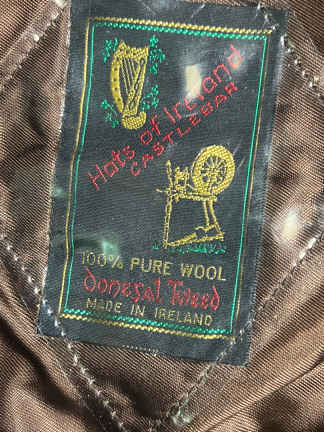 Hats of Ireland
CASTLEBAR
100% PURE WOOL
Donegal Tweed
MADE IN IRELAND